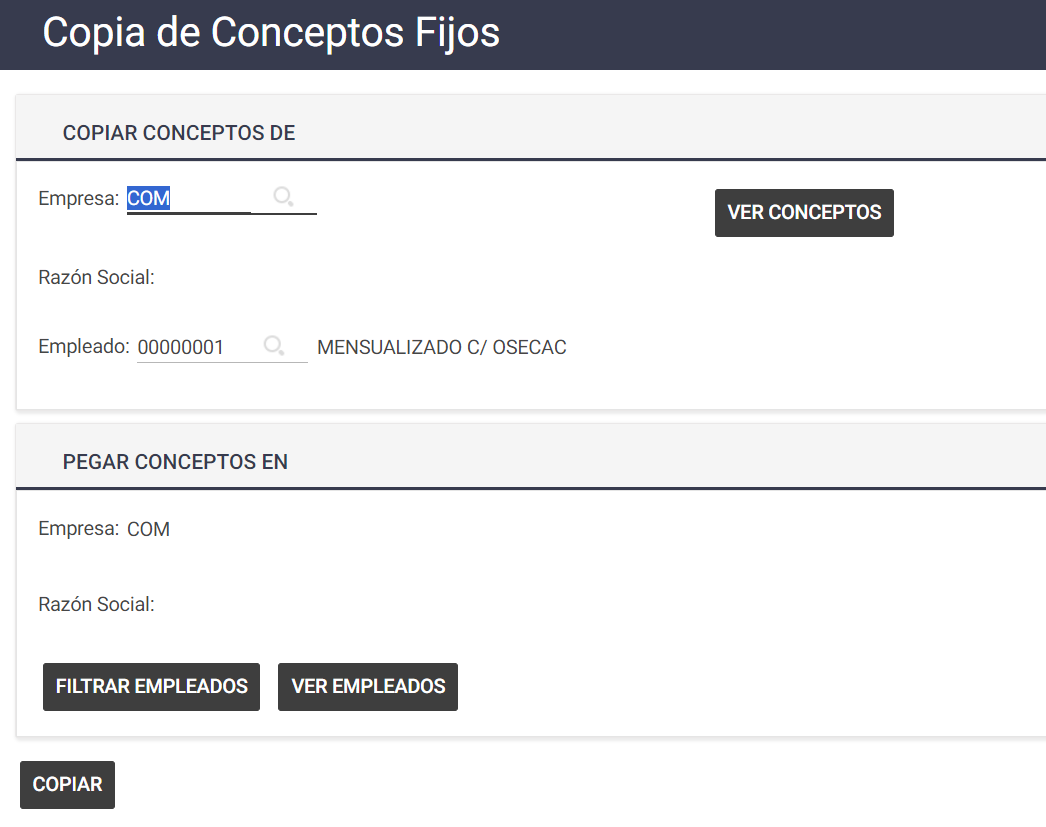 Copia de Conceptos Fijos
COPIAR CONCEPTOS DE
Empresa: COM
VER CONCEPTOS
Razón Social:
Empleado: 00000001 MENSUALIZADO C/ OSECAC
PEGAR CONCEPTOS EN
Empresa: COM
Razón Social:
FILTRAR EMPLEADOS VER EMPLEADOS
COPIAR